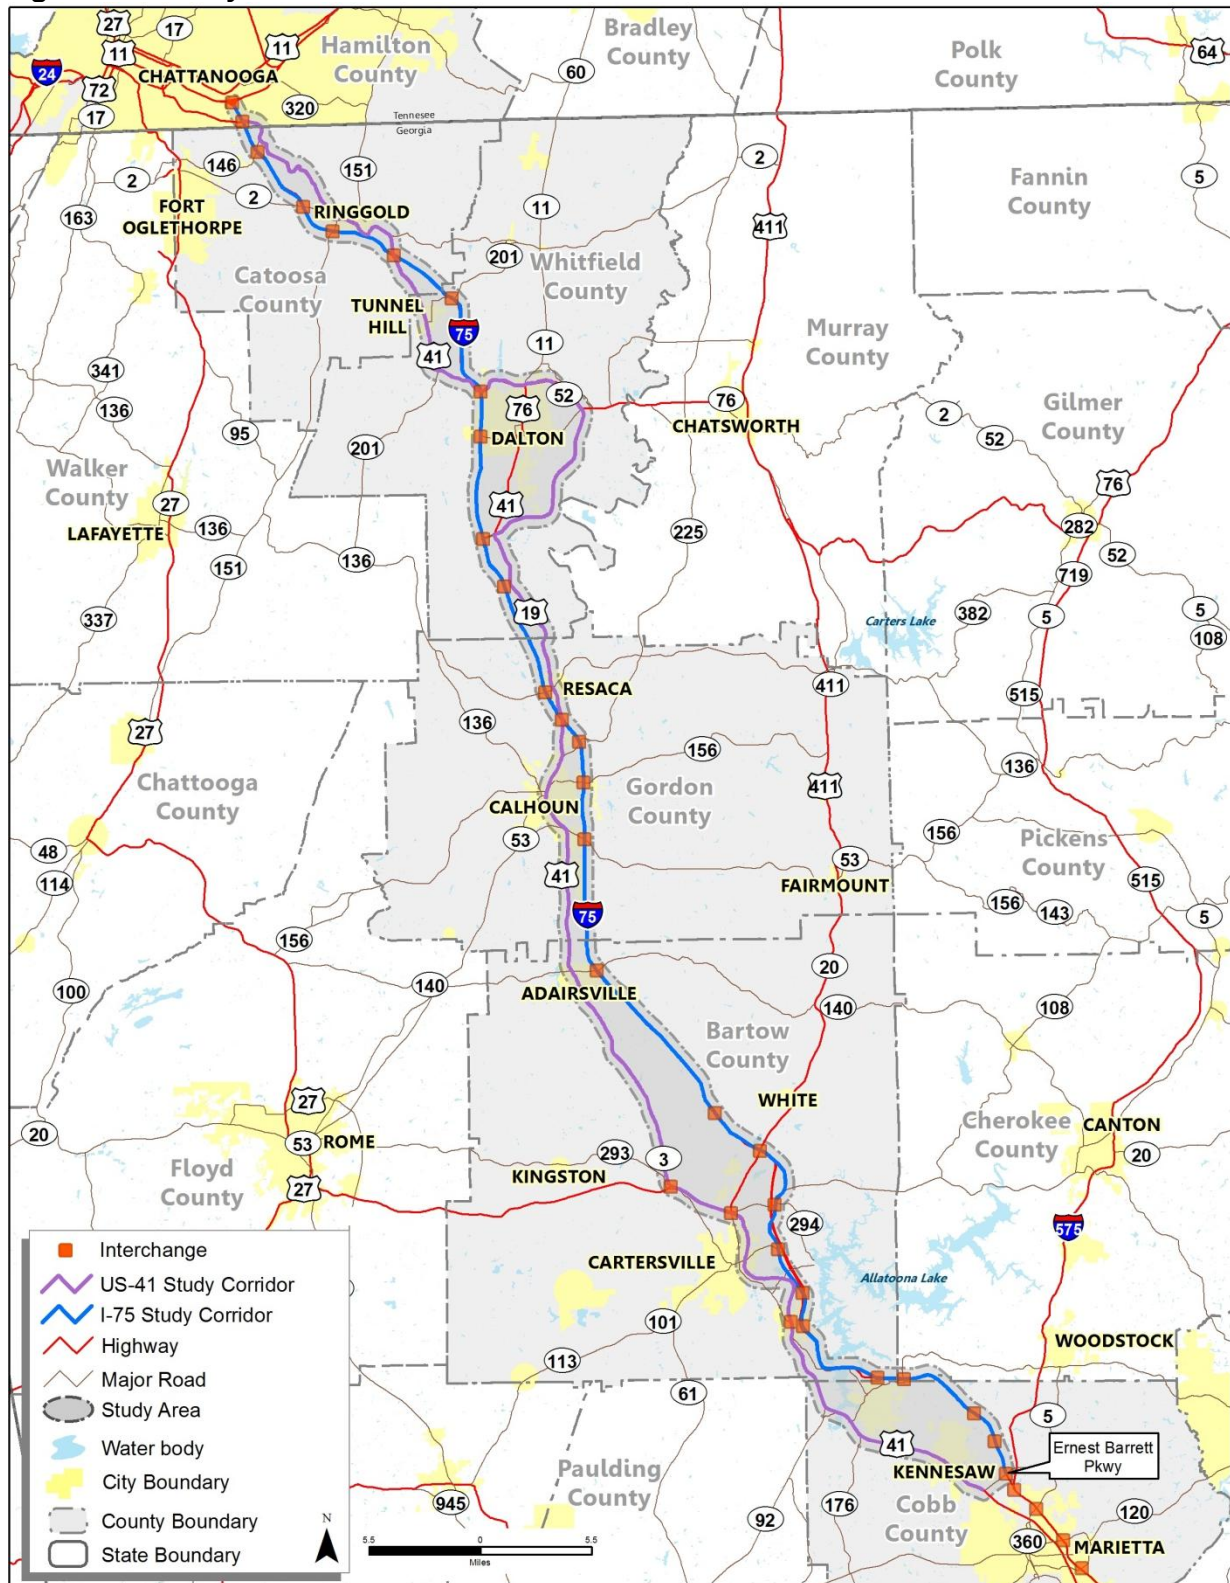 27
17
11
11
Hamilton
County
Bradley
County
Polk
County
64
24
CHATTANOOGA
60
72
17
320
Tennessee
Georgia
146
2
151
2
2
5
163
FORT
OGLETHORPE
RINGGOLD
11
411
Fannin
County
Catoosa
County
201
Whitfield
County
TUNNEL
HILL
75
Murray
County
41
11
341
136
76
52
76
CHATSWORTH
2
52
Gilmer
County
95
201
DALTON
Walker
County
27
41
76
LAFAYETTE
136
225
282
52
151
136
719
337
19
Carters Lake
382
5
5
108
RESACA
411
515
27
136
156
136
Chattooga
County
411
Gordon
County
CALHOUN
53
156
Pickens
County
48
114
41
53
FAIRMOUNT
515
75
156
143
5
156
20
100
140
ADAIRSVILLE
140
108
Bartow
County
27
WHITE
20
53
ROME
Cherokee
County
CANTON
20
293
3
Floyd
County
27
KINGSTON
294
575
CARTERSVILLE
Allatoona Lake
101
WOODSTOCK
113
61
5
41
Ernest Barrett
Pkwy
KENNESAW
Paulding
County
945
176
Cobb
County
120
92
360
MARIETTA
Interchange
US-41 Study Corridor
I-75 Study Corridor
Highway
Major Road
Study Area
Water body
City Boundary
County Boundary
State Boundary
N
5.5 0 5.5
Miles